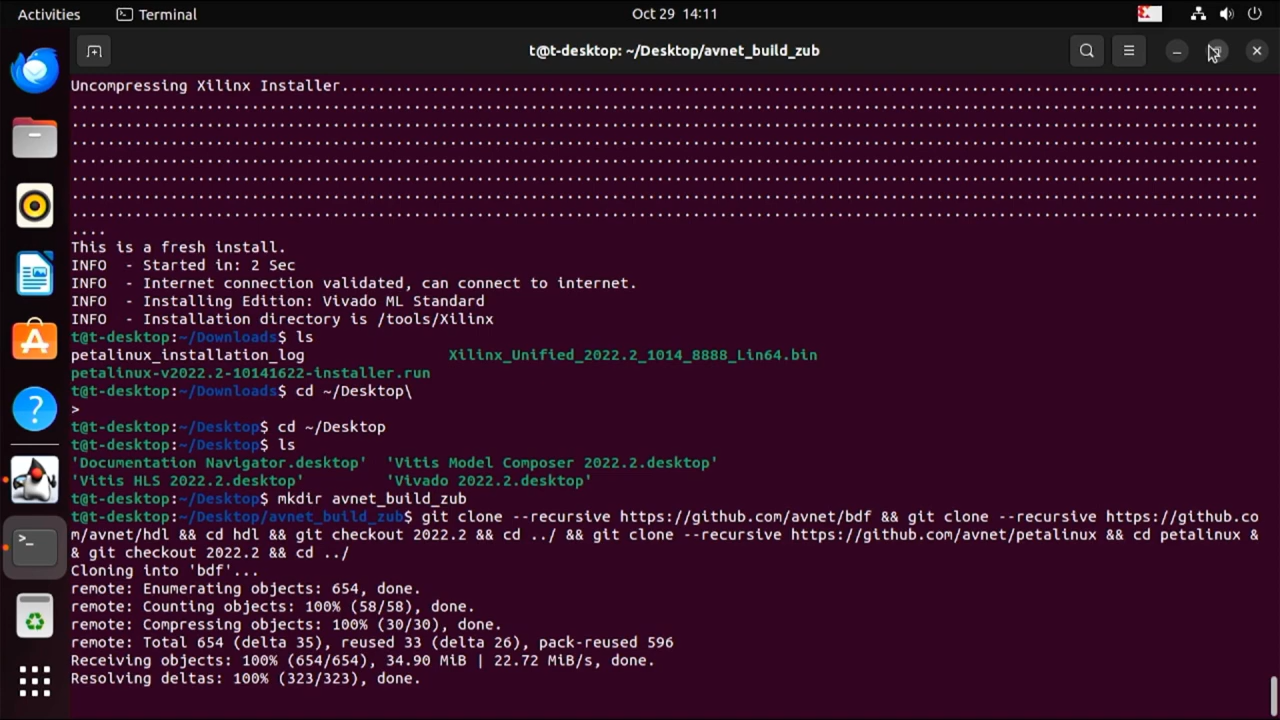 Activities
Terminal
Oct 29 14:11
t@t-desktop: ~/Desktop/avnet_build_zub
Uncompressing Xilinx Installer......................................................................................................
....................................................................................................................................
....................................................................................................................................
....................................................................................................................................
....................................................................................................................................
....................................................................................................................................
....................................................................................................................................
....................................................................................................................................
....
This is a fresh install.
INFO  - Started in: 2 Sec
INFO  - Internet connection validated, can connect to internet.
INFO  - Installing Edition: Vivado ML Standard
INFO  - Installation directory is /tools/Xilinx
t@t-desktop:~/Downloads$ ls
petalinux_installation_log                Xilinx_Unified_2022.2_1014_8888_Lin64.bin
petalinux-v2022.2-10141622-installer.run
t@t-desktop:~/Downloads$ cd ~/Desktop\
>
t@t-desktop:~/Desktop$ cd ~/Desktop
t@t-desktop:~/Desktop$ ls
'Documentation Navigator.desktop'  'Vitis Model Composer 2022.2.desktop'
'Vitis HLS 2022.2.desktop'         'Vivado 2022.2.desktop'
t@t-desktop:~/Desktop$ mkdir avnet_build_zub
t@t-desktop:~/Desktop/avnet_build_zub$ git clone --recursive https://github.com/avnet/bdf && git clone --recursive https://github.co
m/avnet/hdl && cd hdl && git checkout 2022.2 && cd ../ && git clone --recursive https://github.com/avnet/petalinux && cd petalinux &
& git checkout 2022.2 && cd ../
Cloning into 'bdf'...
remote: Enumerating objects: 654, done.
remote: Counting objects: 100% (58/58), done.
remote: Compressing objects: 100% (30/30), done.
remote: Total 654 (delta 35), reused 33 (delta 26), pack-reused 596
Receiving objects: 100% (654/654), 34.90 MiB | 22.72 MiB/s, done.
Resolving deltas: 100% (323/323), done.